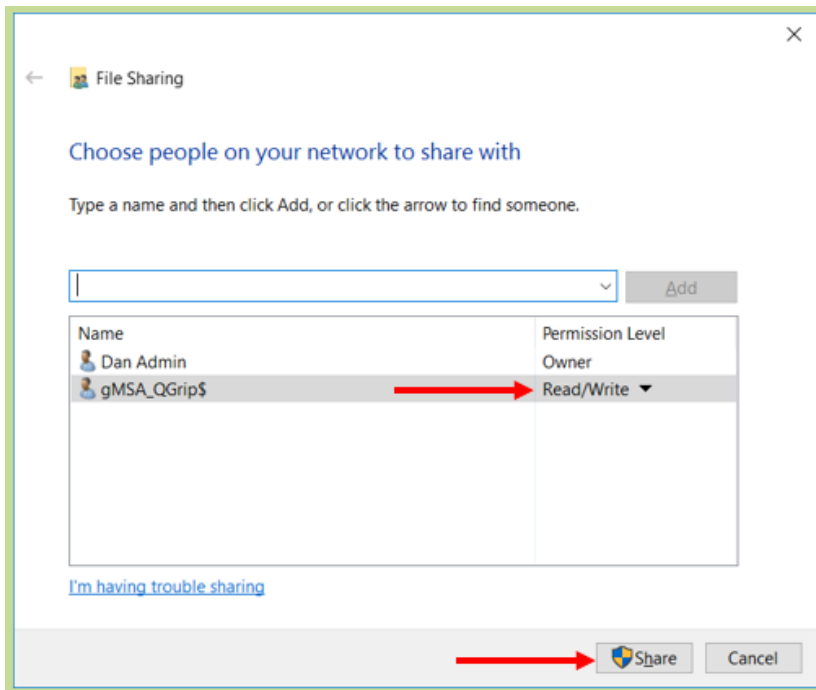 File Sharing
Choose people on your network to share with
Type a name and then click Add, or click the arrow to find someone.
Add
Name Permission Level
Dan Admin Owner
gMSA_QGrip$ Read/Write
I'm having trouble sharing
Share Cancel